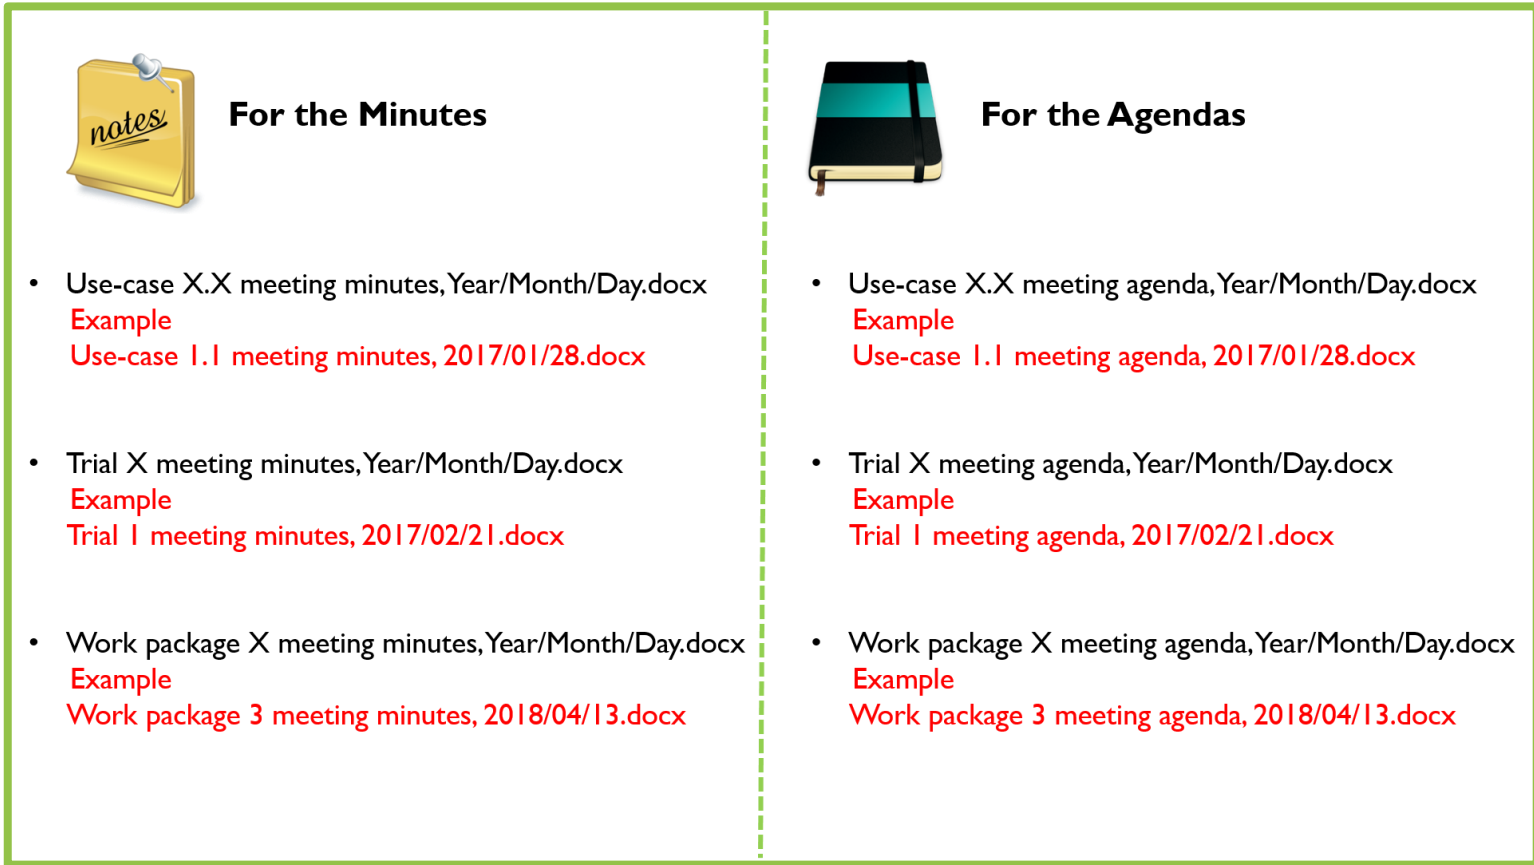 notes
For the Minutes
• Use-case X.X meeting minutes, Year/Month/Day.docx
Example
Use-case 1.1 meeting minutes, 2017/01/28.docx
• Trial X meeting minutes, Year/Month/Day.docx
Example
Trial 1 meeting minutes, 2017/02/21.docx
• Work package X meeting minutes, Year/Month/Day.docx
Example
Work package 3 meeting minutes, 2018/04/13.docx
For the Agendas
• Use-case X.X meeting agenda, Year/Month/Day.docx
Example
Use-case 1.1 meeting agenda, 2017/01/28.docx
• Trial X meeting agenda, Year/Month/Day.docx
Example
Trial 1 meeting agenda, 2017/02/21.docx
• Work package X meeting agenda, Year/Month/Day.docx
Example
Work package 3 meeting agenda, 2018/04/13.docx